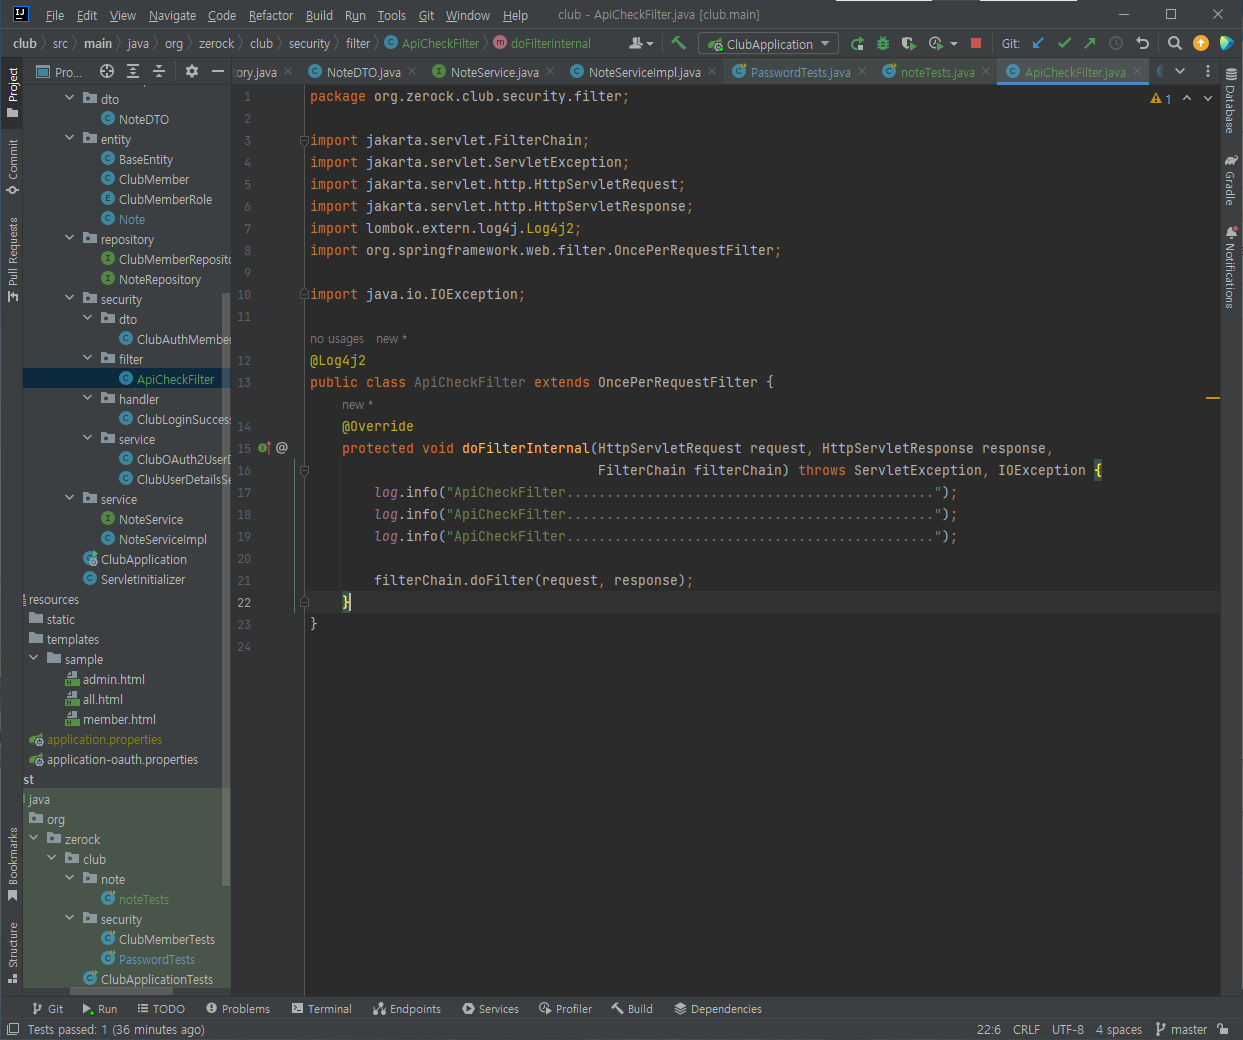 File Edit View Navigate Code Refactor Build Run Tools Git Window Help club - ApiCheckFilter.java [club.main]
club src main java org zerock club security filter ApiCheckFilter doFilterInternal ClubApplication Git:
Pro... tory.java NoteDTO.java NoteService.java NoteServiceImpl.java PasswordTests.java noteTests.java ApiCheckFilter.java
Project
Commit
Pull Requests
Bookmarks
Structure
dto
NoteDTO
entity
BaseEntity
ClubMember
ClubMemberRole
Note
repository
ClubMemberReposito
NoteRepository
security
dto
ClubAuthMember
filter
ApiCheckFilter
handler
ClubLoginSuccess
service
ClubOAuth2UserD
ClubUserDetailsSe
service
NoteService
NoteServiceImpl
ClubApplication
ServletInitializer
resources
static
templates
sample
admin.html
all.html
member.html
application.properties
application-oauth.properties
st
java
org
zerock
club
note
noteTests
security
ClubMemberTests
PasswordTests
ClubApplicationTests
1 package org.zerock.club.security.filter;
2
3 import jakarta.servlet.FilterChain;
4 import jakarta.servlet.ServletException;
5 import jakarta.servlet.http.HttpServletRequest;
6 import jakarta.servlet.http.HttpServletResponse;
7 import lombok.extern.log4j.Log4j2;
8 import org.springframework.web.filter.OncePerRequestFilter;
9
10 import java.io.IOException;
11
no usages new *
12 @Log4j2
13 public class ApiCheckFilter extends OncePerRequestFilter {
new *
14 @Override
15 protected void doFilterInternal(HttpServletRequest request, HttpServletResponse response,
16 FilterChain filterChain) throws ServletException, IOException {
17 log.info("ApiCheckFilter..............................................");
18 log.info("ApiCheckFilter..............................................");
19 log.info("ApiCheckFilter..............................................");
20
21 filterChain.doFilter(request, response);
22 }
23 }
24
1
Database
Gradle
Notifications
Git Run TODO Problems Terminal Endpoints Services Profiler Build Dependencies
Tests passed: 1 (36 minutes ago) 22:6 CRLF UTF-8 4 spaces master